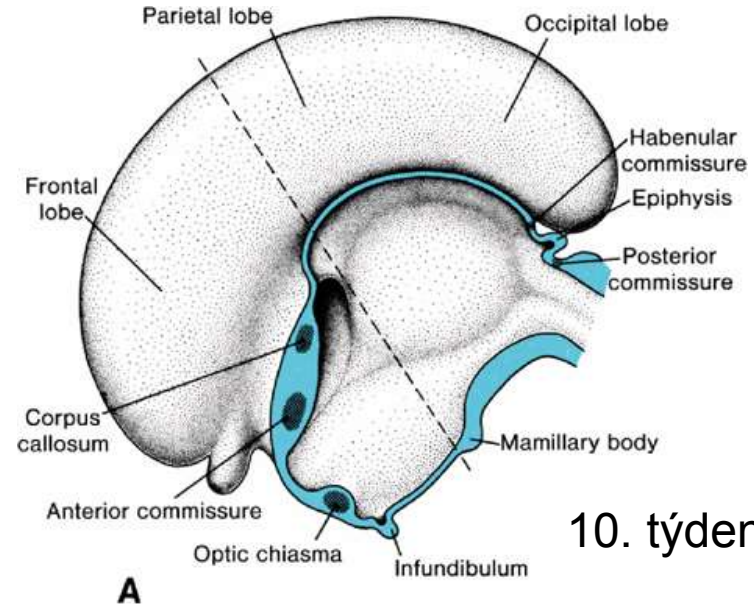 Parietal lobe
Occipital lobe
Habenular
commissure
Epiphysis
Posterior
commissure
Frontal
lobe
Corpus
callosum
Mamillary body
Anterior commissure
Optic chiasma
Infundibulum
10. týden
A